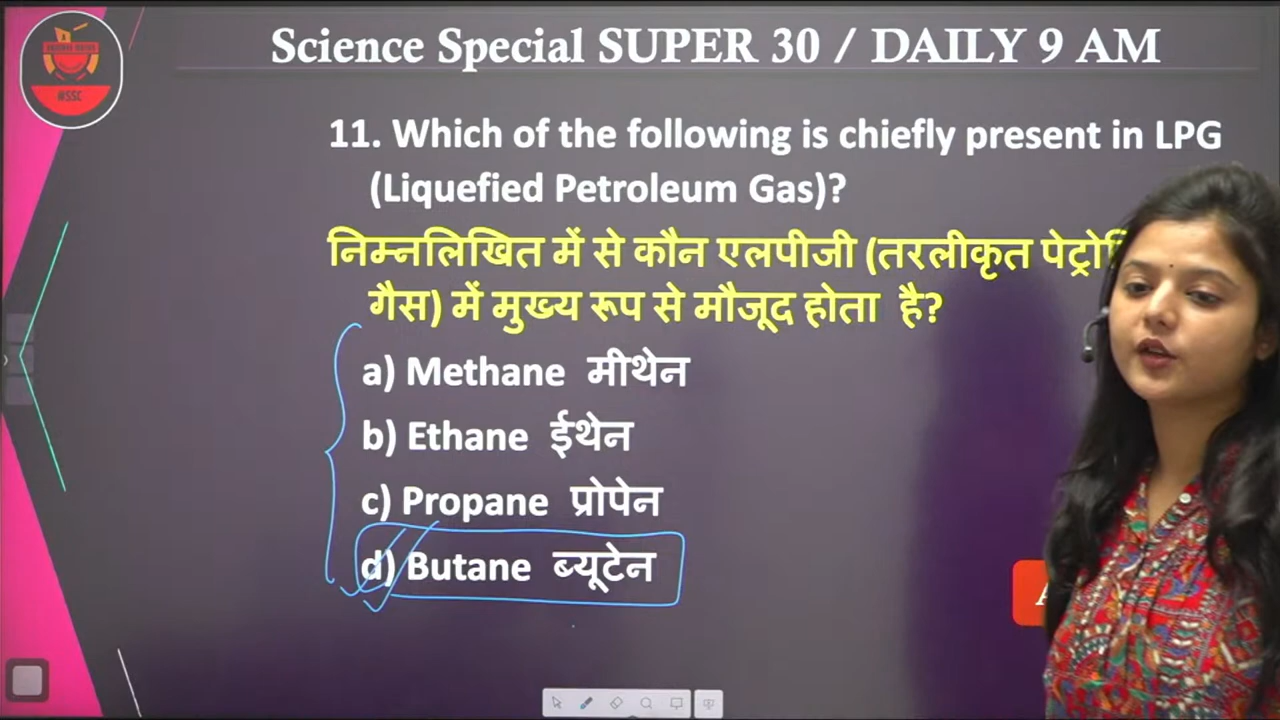 Science Special SUPER 30 / DAILY 9 AM
MSSC
11. Which of the following is chiefly present in LPG
(Liquefied Petroleum Gas)?
निम्नलिखित में से कौन एलपीजी (तरलीकृत
गैस) में मुख्य रूप से मौजूद होता है?
a) Methane मीथेन
b) Ethane ईथेन
c) Propane प्रोपेन
d) Butane ब्यूटेन